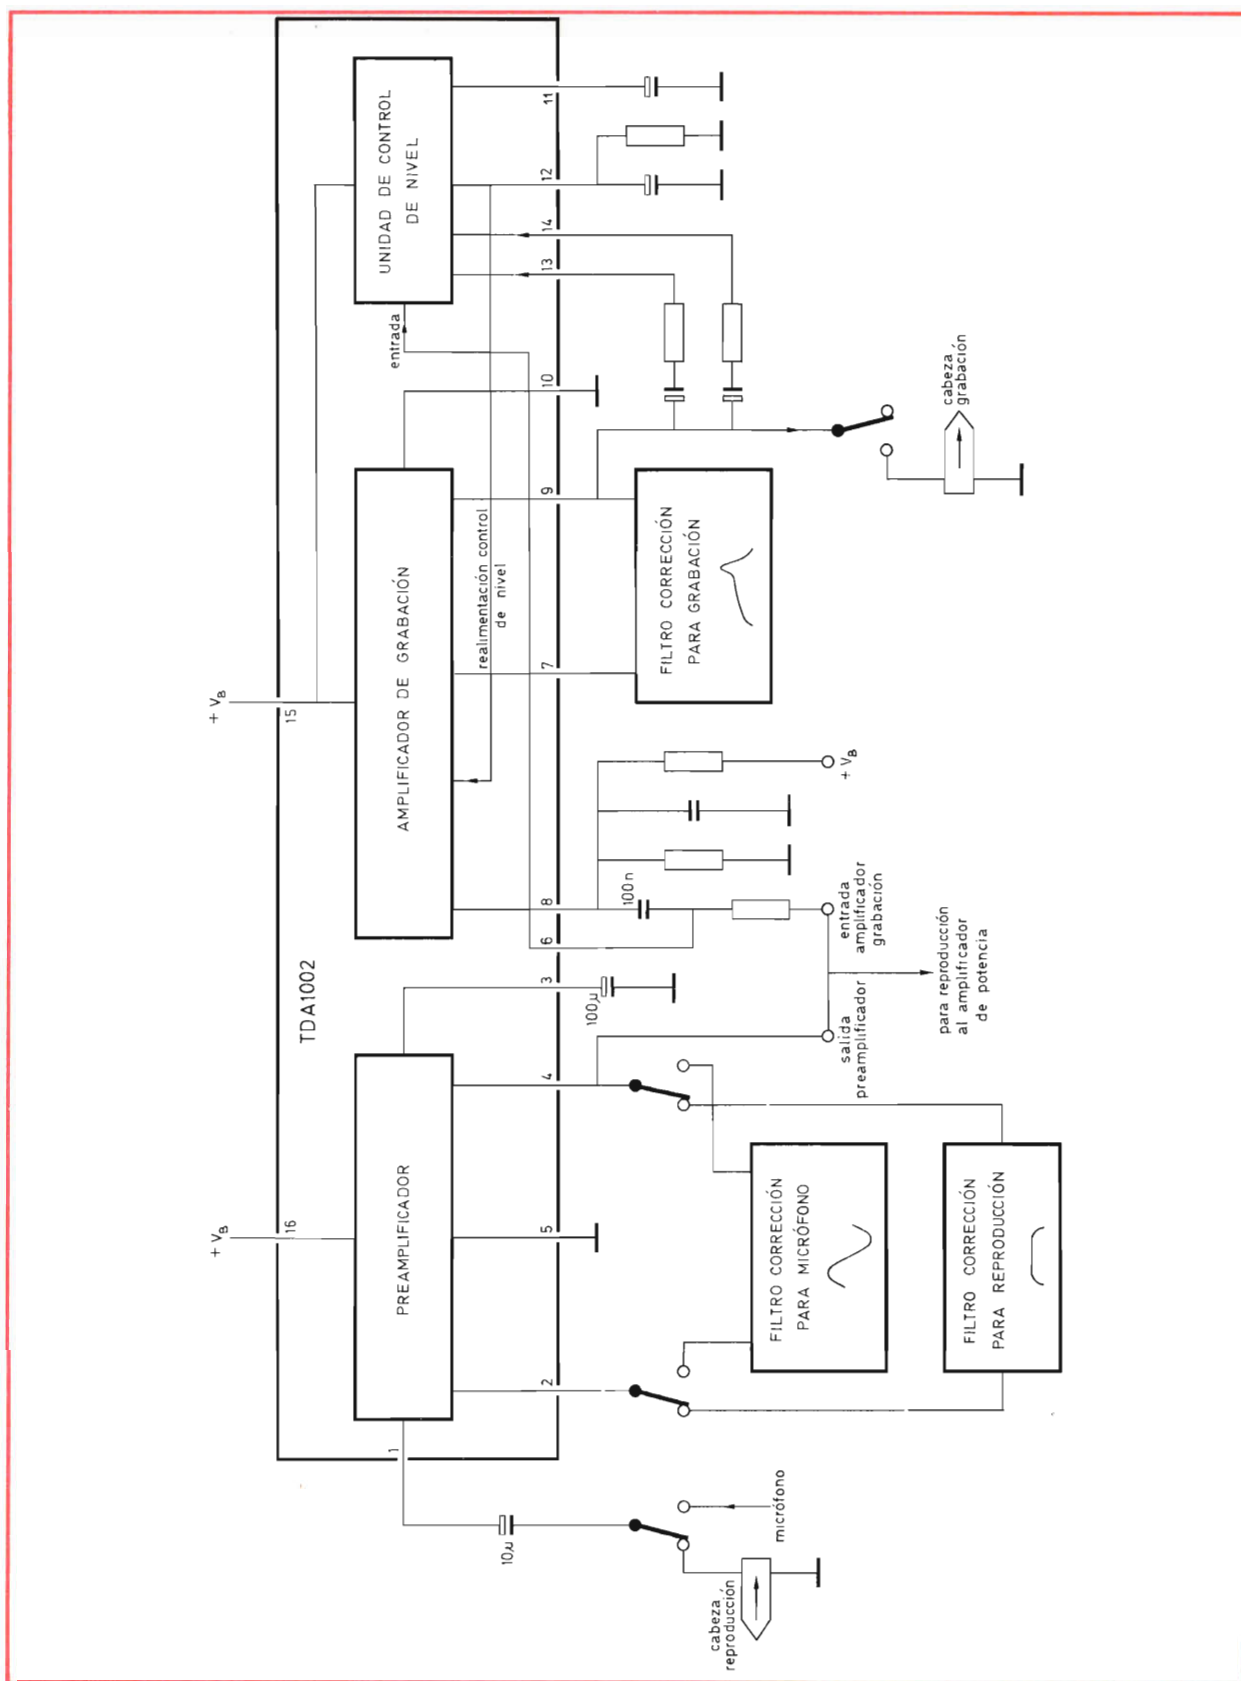 TDA1002
+ VB
16
+ VB
15
PREAMPLIFICADOR
AMPLIFICADOR DE GRABACIÓN
UNIDAD DE CONTROL
DE NIVEL
entrada
realimentación control
de nivel
1
2
5
4
3
6
8
7
9
10
13
14
12
11
10µ
100µ
100n
+ VB
micrófono
cabeza
reproducción
FILTRO CORRECCIÓN
PARA MICRÓFONO
FILTRO CORRECCIÓN
PARA REPRODUCCIÓN
salida
preamplificador
entrada
amplificador
grabación
para reproducción
al amplificador
de potencia
FILTRO CORRECCIÓN
PARA GRABACIÓN
cabeza
grabación